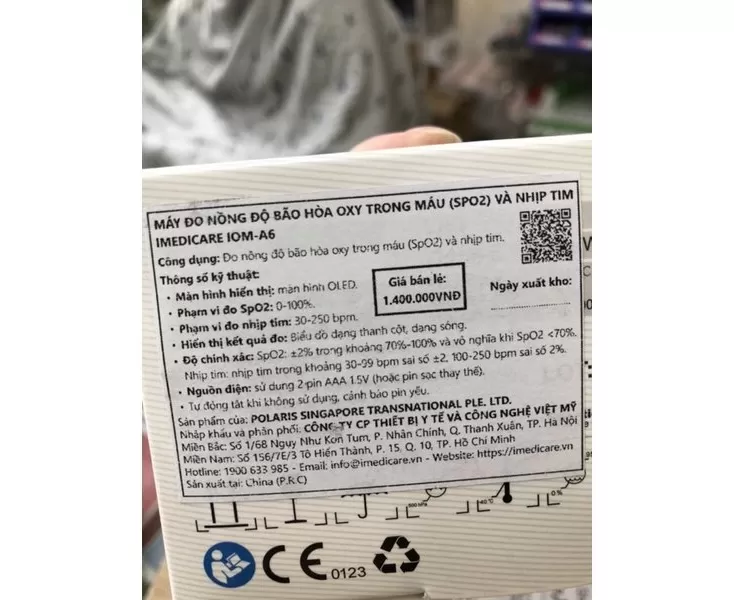 MÁY ĐO NỒNG ĐỘ BÃO HÒA OXY TRONG MÁU (SPO2) VÀ NHỊP TIM
IMEDICARE IOM-A6
Công dụng: Đo nồng độ bão hòa oxy trong máu (SpO2) và nhịp tim.
Thông số kỹ thuật:
• Màn hình hiển thị: màn hình OLED.
• Phạm vi đo SpO2: 0-100%.
• Phạm vi đo nhịp tim: 30-250 bpm.
Giá bán lẻ:
1.400.000VNĐ
Ngày xuất kho:
• Hiển thị kết quả đo: Biểu đồ dạng thanh cột, dạng sóng.
• Độ chính xác: SpO2: ±2% trong khoảng 70%-100% và vô nghĩa khi SpO2 <70%.
Nhịp tim: nhịp tim trong khoảng 30-99 bpm sai số ±2, 100-250 bpm sai số 2%.
• Nguồn điện: sử dụng 2 pin AAA 1.5V (hoặc pin sạc thay thế).
• Tự động tắt khi không sử dụng, cảnh báo pin yếu.
Sản phẩm của: POLARIS SINGAPORE TRANSNATIONAL PLE. LTD.
Nhập khẩu và phân phối: CÔNG TY CP THIẾT BỊ Y TẾ VÀ CÔNG NGHỆ VIỆT MỸ
Miền Bắc: Số 1/68 Ngụy Như Kon Tum, P. Nhân Chính, Q. Thanh Xuân, TP. Hà Nội
Miền Nam: Số 156/7E/3 Tô Hiến Thành, P. 15, Q. 10, TP. Hồ Chí Minh
Hotline: 1900 633 985 - Email: info@imedicare.vn - Website: https://imedicare.vn
Sản xuất tại: China (P.R.C)
CE 0123